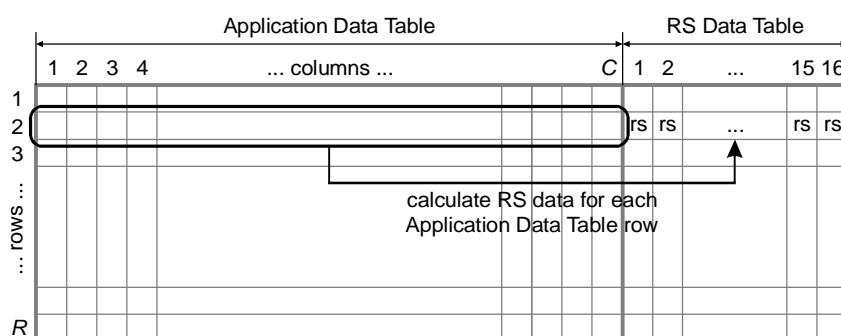 Application Data Table RS Data Table
1 2 3 4 ... columns ... C 1 2 ... 15 16
1
2 rs rs ... rs rs
3
calculate RS data for each
Application Data Table row
... rows ...
R